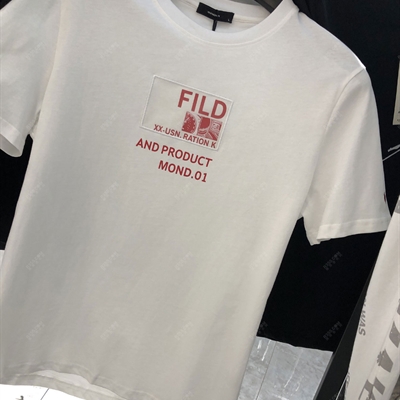 FILD
XX-USN. RATION K
AND PRODUCT
MOND.01